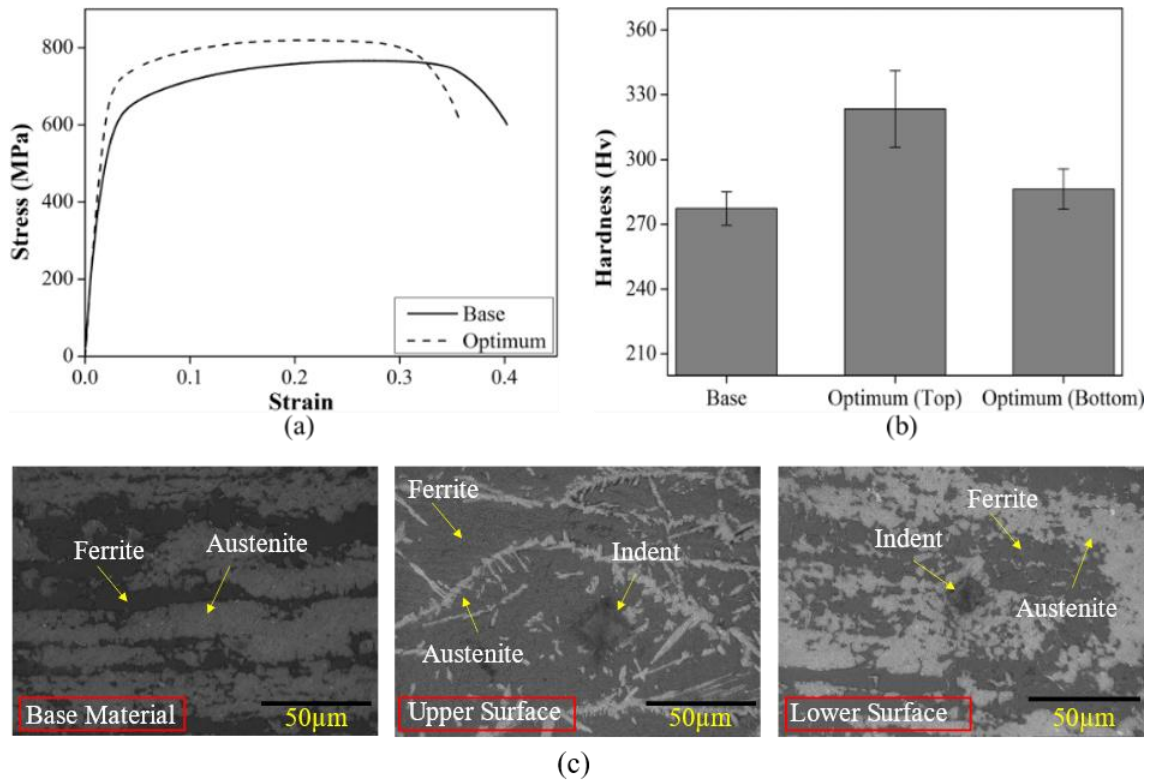 800
600
400
200
0
Stress (MPa)
Base
Optimum
0.0 0.1 0.2 0.3 0.4
Strain
(a)
360
330
300
270
240
210
Hardness (Hv)
Base Optimum (Top) Optimum (Bottom)
(b)
Ferrite Austenite
Base Material
50µm
Ferrite
Indent
Austenite
Upper Surface
50µm
Ferrite
Indent
Austenite
Lower Surface
50µm
(c)